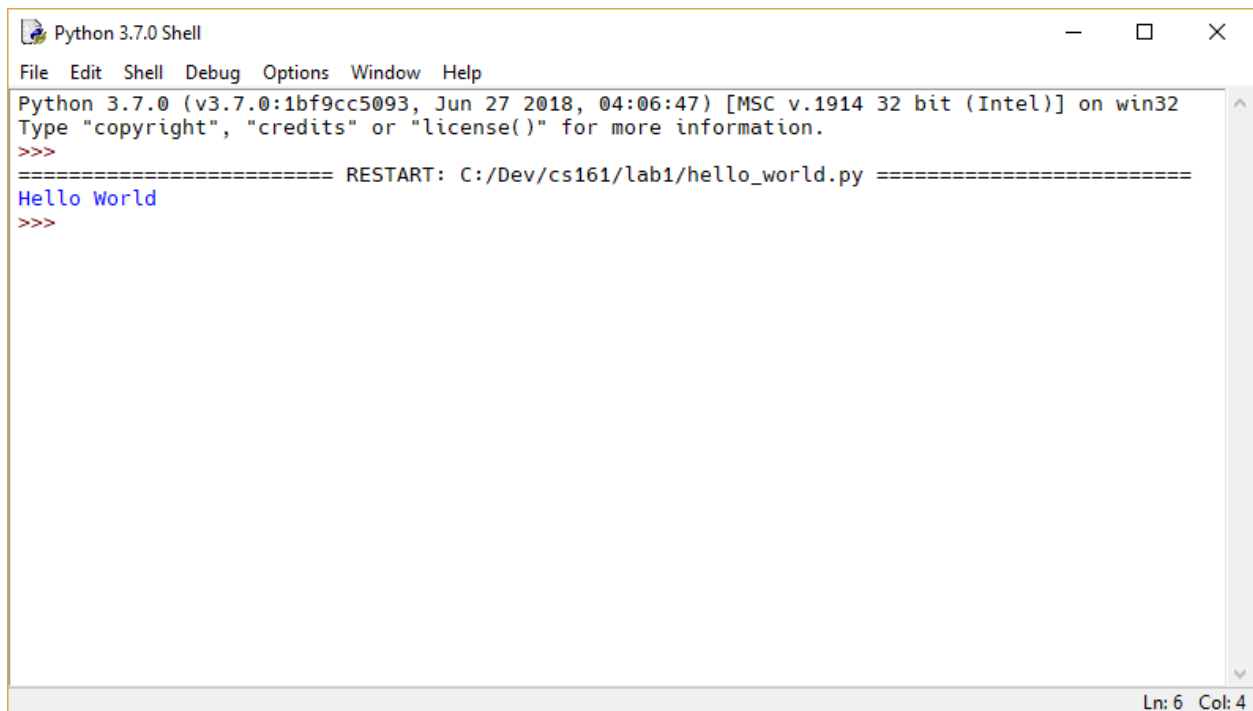 Python 3.7.0 Shell
File Edit Shell Debug Options Window Help
Python 3.7.0 (v3.7.0:1bf9cc5093, Jun 27 2018, 04:06:47) [MSC v.1914 32 bit (Intel)] on win32
Type "copyright", "credits" or "license()" for more information.
>>>
========================= RESTART: C:/Dev/cs161/lab1/hello_world.py =========================
Hello World
>>>
Ln: 6 Col: 4